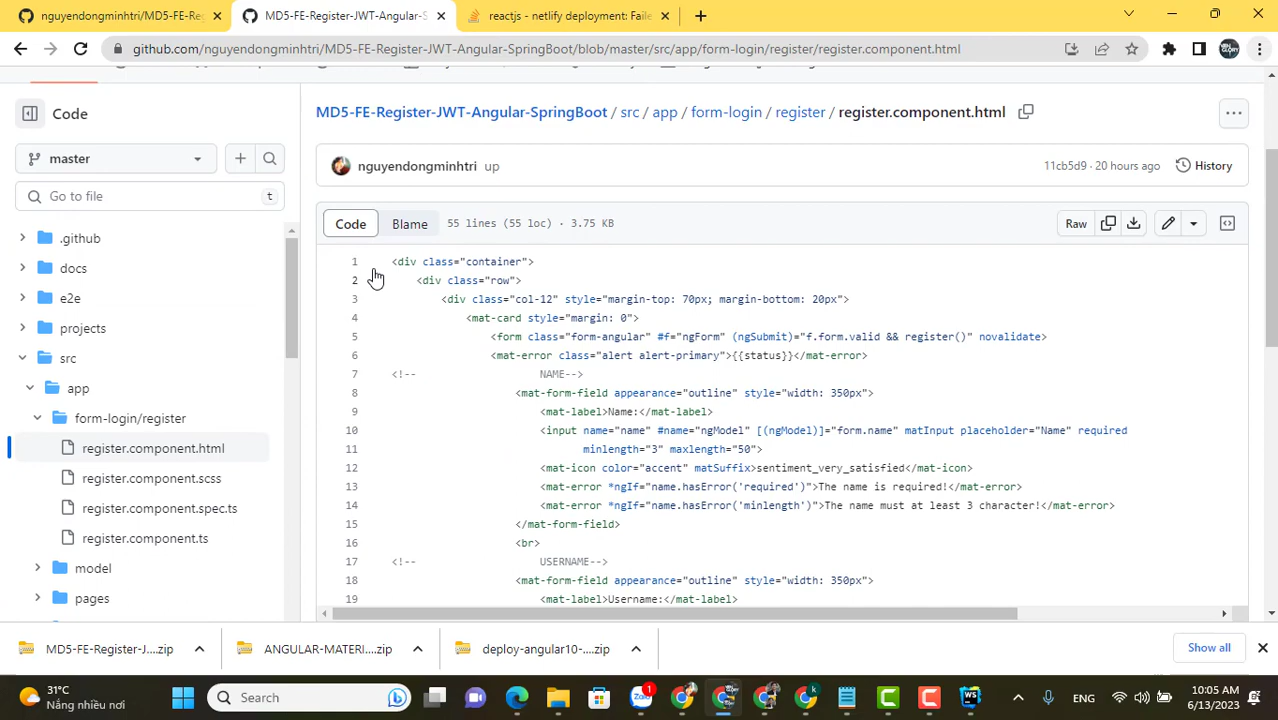 nguyendongminhtri/MD5-FE-Reg
MD5-FE-Register-JWT-Angular-S
reactjs - netlify deployment: Faile
github.com/nguyendongminhtri/MD5-FE-Register-JWT-Angular-SpringBoot/blob/master/src/app/form-login/register/register.component.html
Code
MD5-FE-Register-JWT-Angular-SpringBoot / src / app / form-login / register / register.component.html
master
nguyendongminhtri up
11cb5d9 · 20 hours ago
History
Go to file
t
Code
Blame
55 lines (55 loc) · 3.75 KB
Raw
.github
docs
e2e
projects
src
app
form-login/register
register.component.html
register.component.scss
register.component.spec.ts
register.component.ts
model
pages
1 <div class="container">
2 <div class="row">
3 <div class="col-12" style="margin-top: 70px; margin-bottom: 20px">
4 <mat-card style="margin: 0">
5 <form class="form-angular" #f="ngForm" (ngSubmit)="f.form.valid && register()" novalidate>
6 <mat-error class="alert alert-primary">{{status}}</mat-error>
7 <!-- NAME-->
8 <mat-form-field appearance="outline" style="width: 350px">
9 <mat-label>Name:</mat-label>
10 <input name="name" #name="ngModel" [(ngModel)]="form.name" matInput placeholder="Name" required
11 minlength="3" maxlength="50">
12 <mat-icon color="accent" matSuffix>sentiment_very_satisfied</mat-icon>
13 <mat-error *ngIf="name.hasError('required')">The name is required!</mat-error>
14 <mat-error *ngIf="name.hasError('minlength')">The name must at least 3 character!</mat-error>
15 </mat-form-field>
16 <br>
17 <!-- USERNAME-->
18 <mat-form-field appearance="outline" style="width: 350px">
19 <mat-label>Username:</mat-label>
MD5-FE-Register-J....zip
ANGULAR-MATERI....zip
deploy-angular10-....zip
Show all
31°C
Nắng nhiều nơi
Search
1
ENG
10:05 AM
6/13/2023